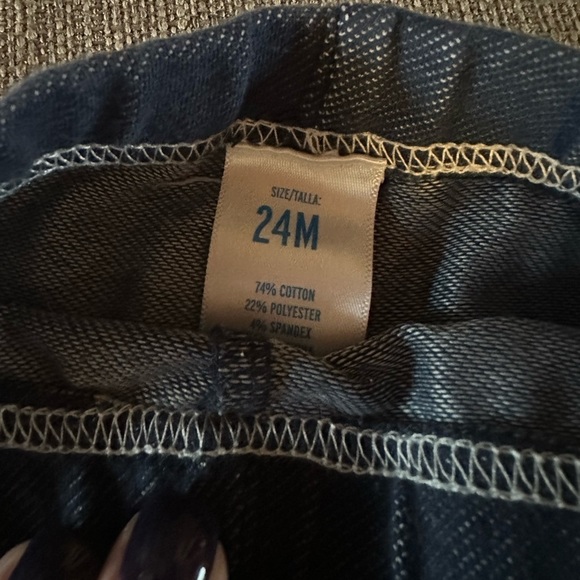 SIZE/TALLA:
24M
74% COTTON
22% POLYESTER
4% SPANDEX